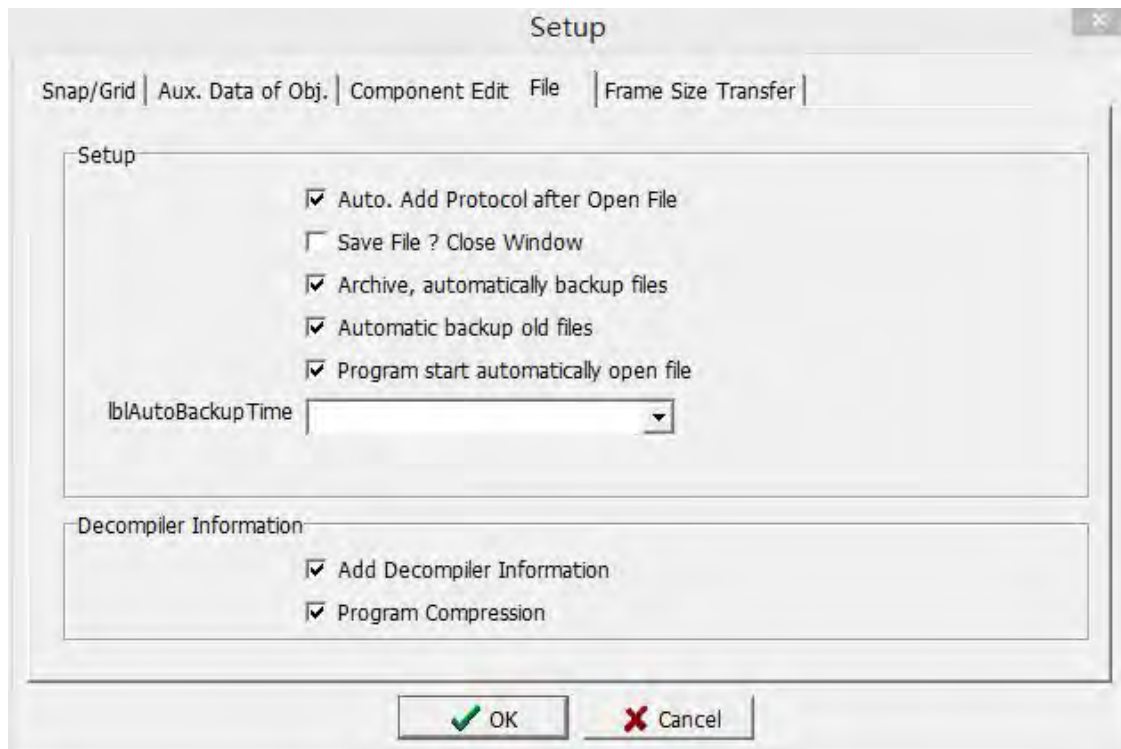 Setup
Snap/Grid Aux. Data of Obj. Component Edit File Frame Size Transfer
Setup
Auto. Add Protocol after Open File
Save File ? Close Window
Archive, automatically backup files
Automatic backup old files
Program start automatically open file
lblAutoBackupTime
Decompiler Information
Add Decompiler Information
Program Compression
OK Cancel